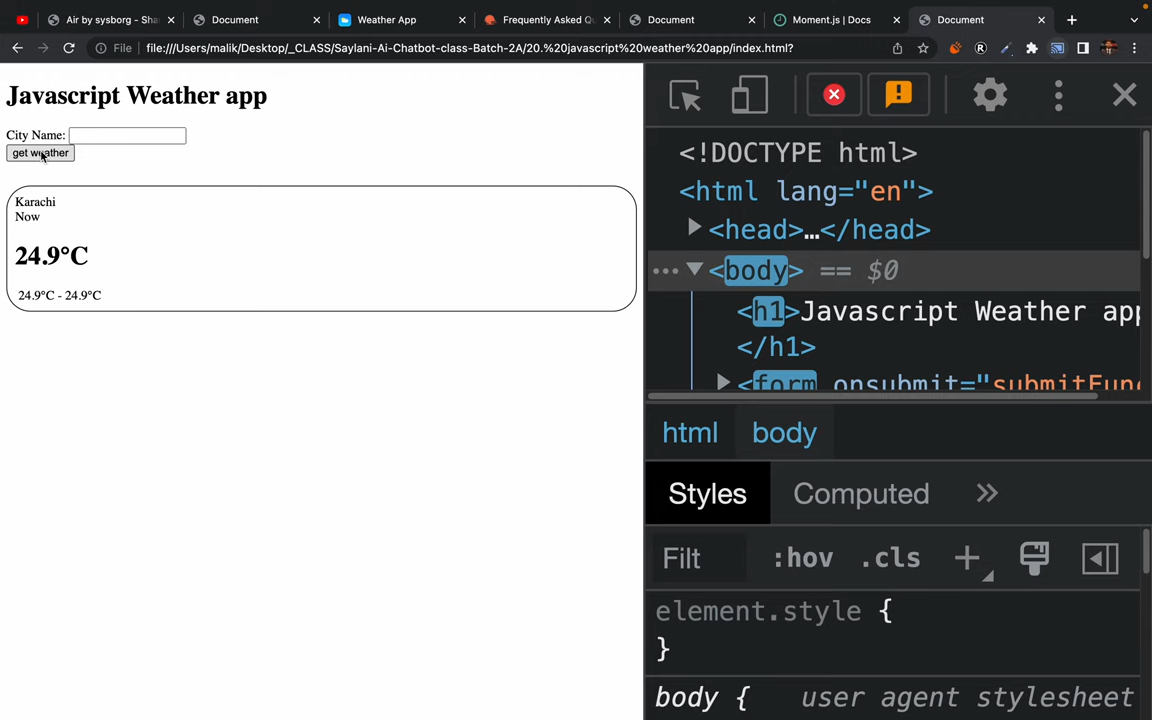 Air by sysborg - Sha
Document
Weather App
Frequently Asked Qu
Document
Moment.js | Docs
Document
File
file:///Users/malik/Desktop/_CLASS/Saylani-Ai-Chatbot-class-Batch-2A/20.%20javascript%20weather%20app/index.html?
Javascript Weather app
City Name:
get weather
Karachi
Now
24.9°C
24.9°C - 24.9°C
<!DOCTYPE html>
<html lang="en">
<head>…</head>
<body> == $0
<h1>Javascript Weather app
</h1>
<form onsubmit="submitFunc
html body
Styles Computed
Filt :hov .cls
element.style {
}
body { user agent stylesheet